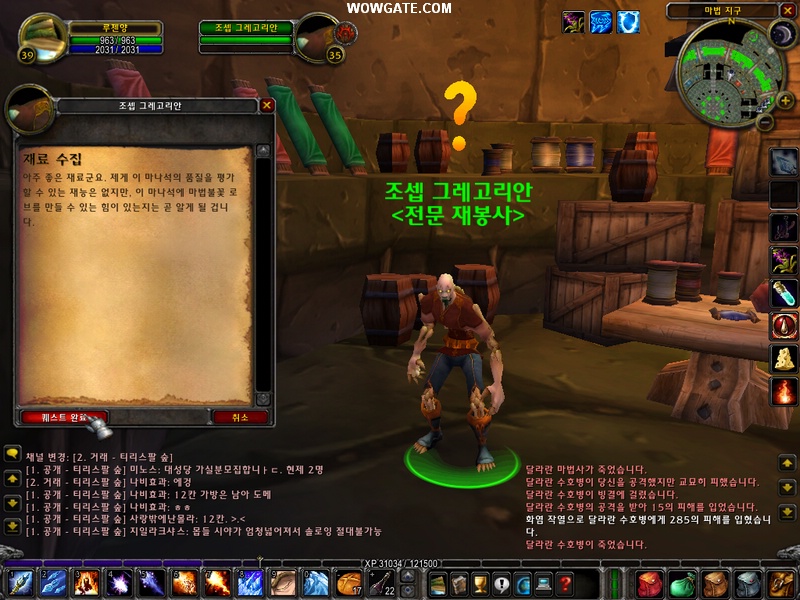 WOWGATE.COM
루젠양
963 / 963
2031 / 2031
39
조셉 그레고리안
35
마법 지구
N
조셉 그레고리안
재료 수집
아주 좋은 재료군요. 제게 이 마나석의 품질을 평가
할 수 있는 재능은 없지만, 이 마나석에 마법불꽃 로
브를 만들 수 있는 힘이 있는지는 곧 알게 될 겁니
다.
퀘스트 완료
취소
조셉 그레고리안
<전문 재봉사>
채널 변경: [2. 거래 - 티리스팔 숲]
[1. 공개 - 티리스팔 숲] 미노스: 대성당 가실분모집합니ㅏㄷ. 현제 2명
[2. 거래 - 티리스팔 숲] 나비효과: 에겅
[1. 공개 - 티리스팔 숲] 나비효과: 12칸 가방은 남아 도메
[1. 공개 - 티리스팔 숲] 나비효과: ㅎㅎ
[1. 공개 - 티리스팔 숲] 사랑밖에난몰라: 12칸. >.<
[1. 공개 - 티리스팔 숲] 지일라크샤스: 몹들 시야가 엄청넓어져서 솔로잉 절대불가능
달라란 마법사가 죽었습니다.
달라란 수호병이 당신을 공격했지만 교묘히 피했습니다.
달라란 수호병이 빙결에 걸렸습니다.
달라란 수호병의 공격을 받아 15의 피해를 입었습니다.
화염 작열으로 달라란 수호병에게 285의 피해를 입혔습니
다.
달라란 수호병이 죽었습니다.
XP 31034 / 121500
17
22